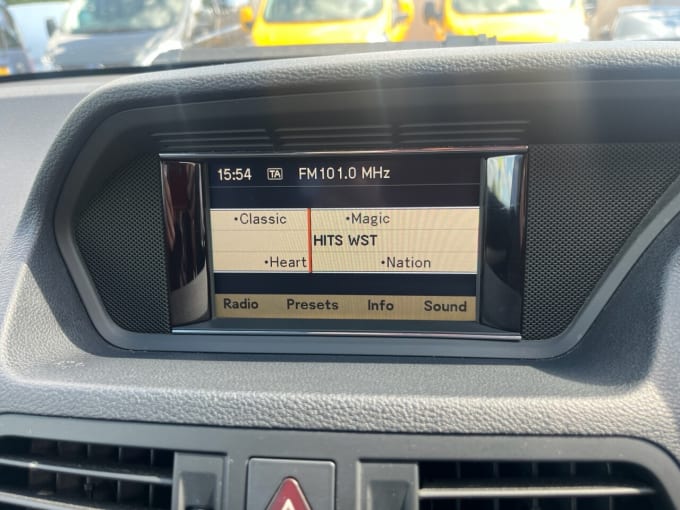 15:54 TA FM101.0 MHz
•Classic •Magic
HITS WST
•Heart •Nation
Radio Presets Info Sound